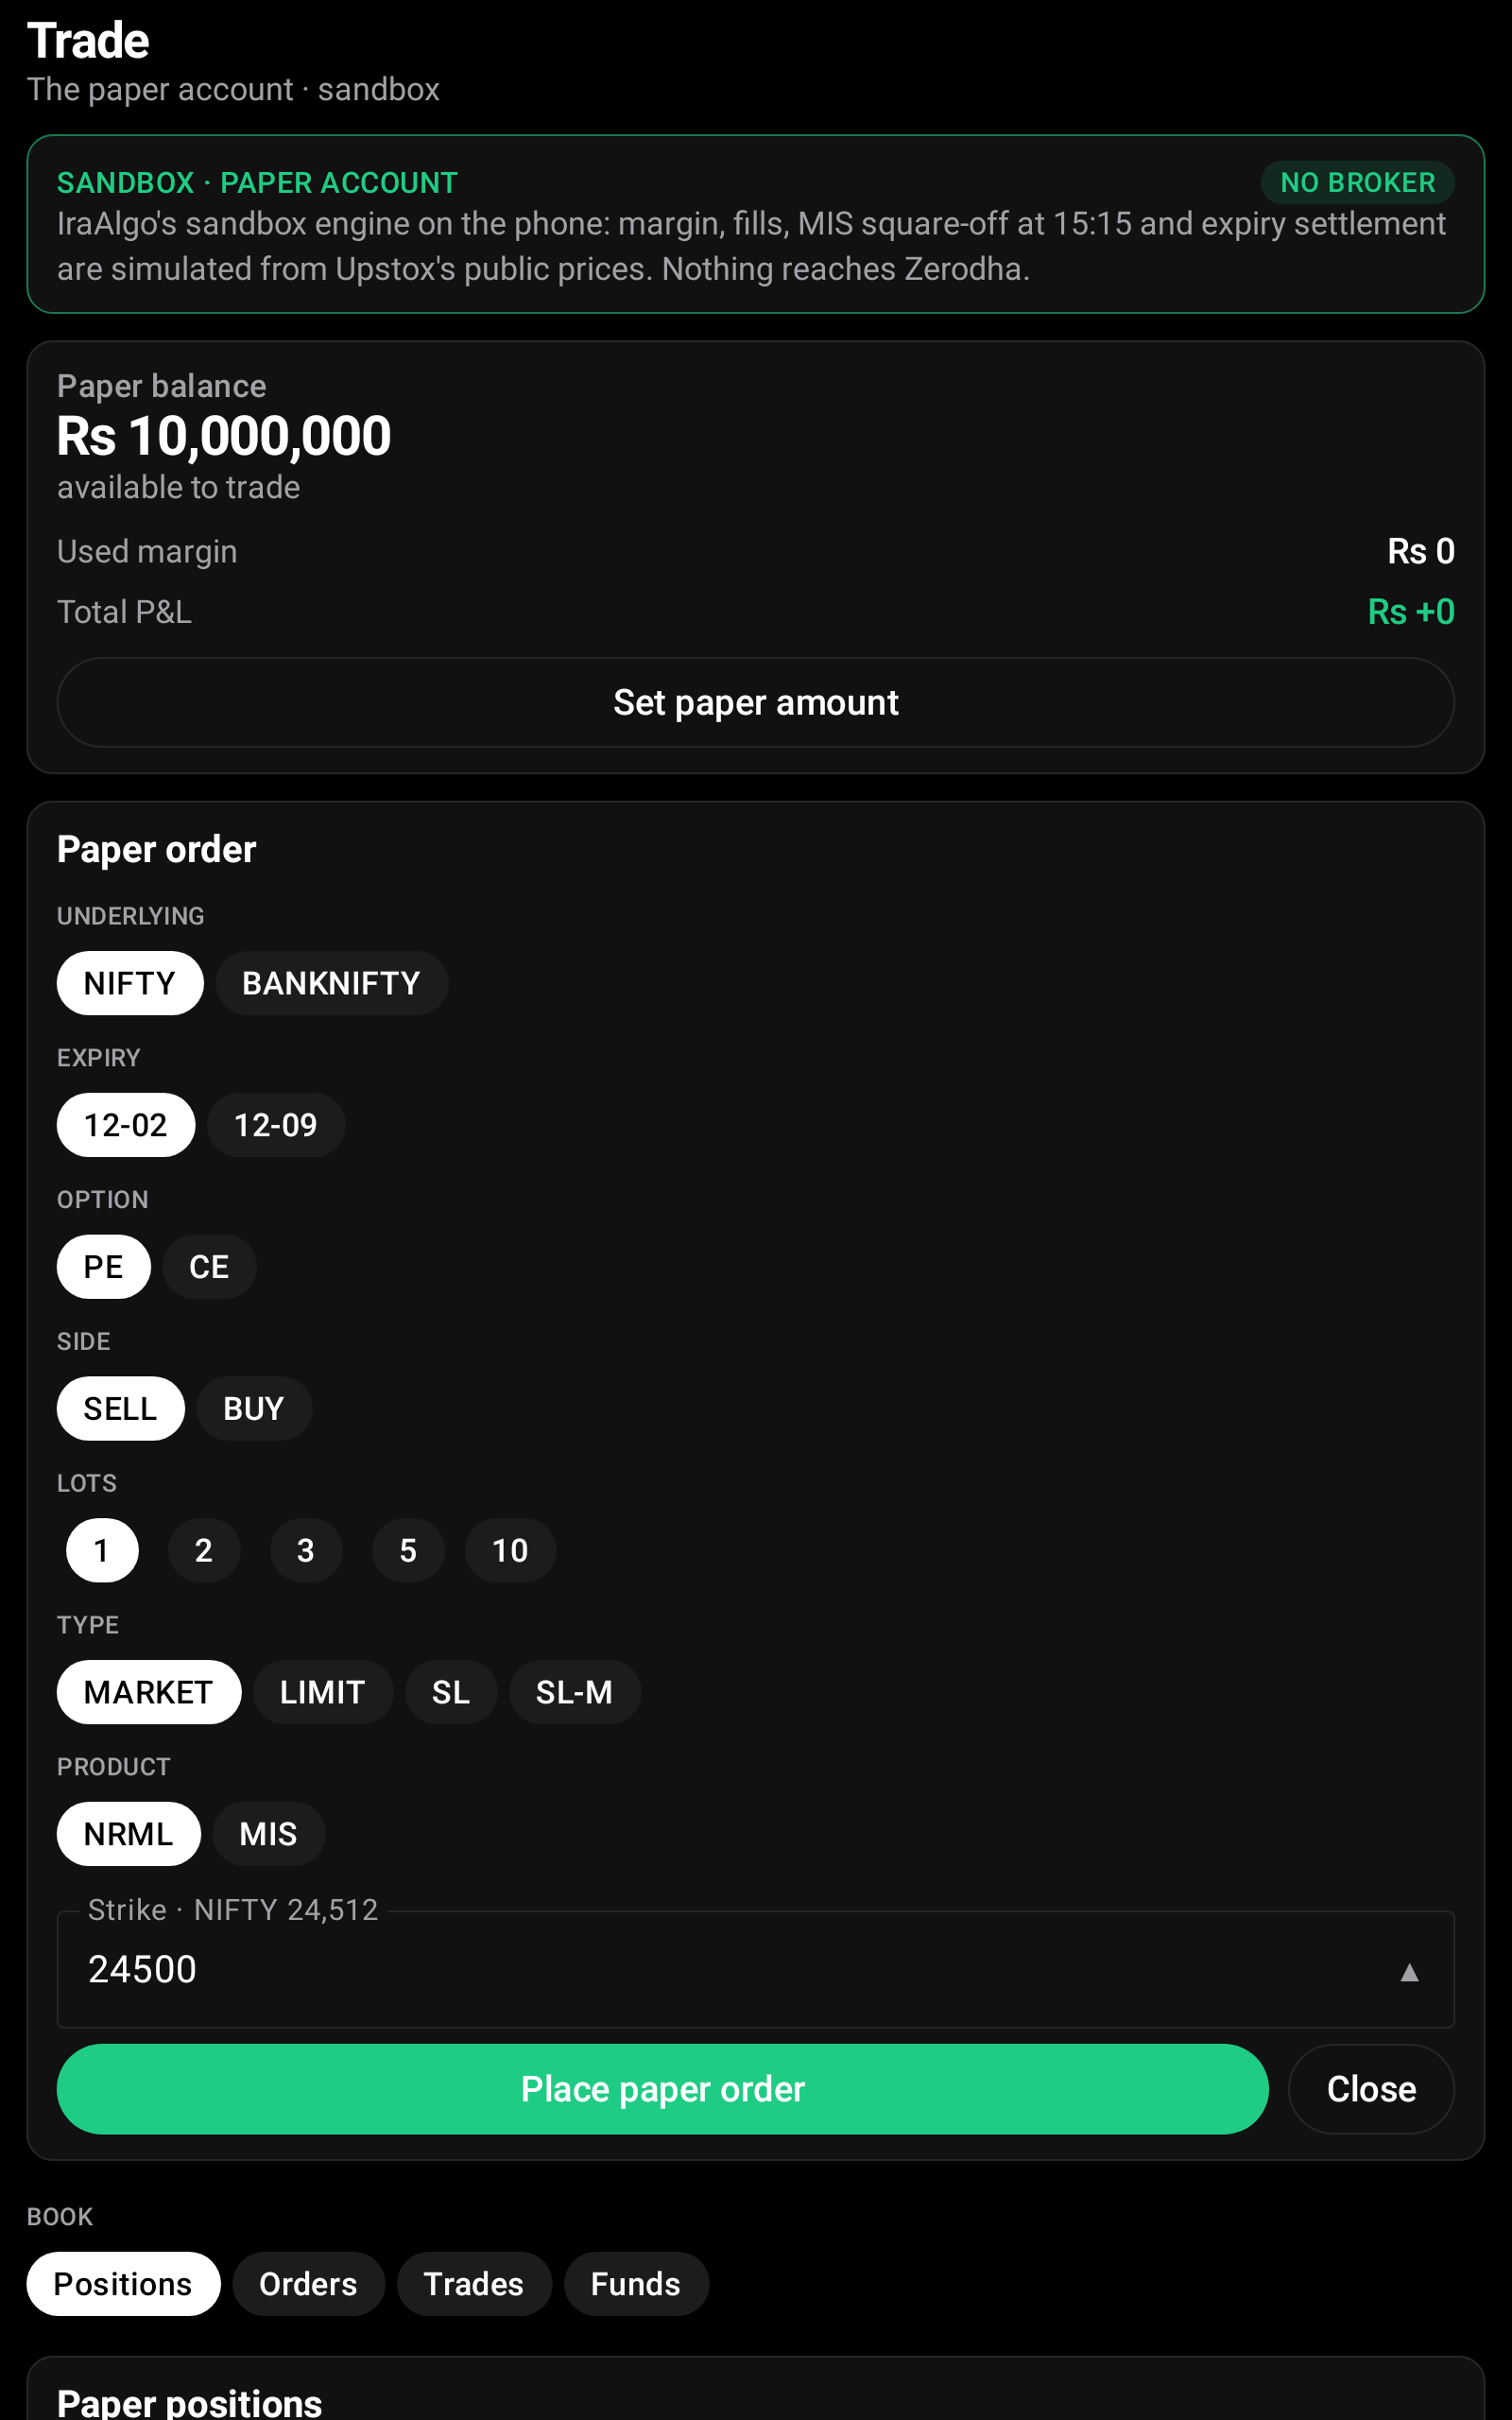 Trade
The paper account · sandbox
SANDBOX · PAPER ACCOUNT
NO BROKER
IraAlgo's sandbox engine on the phone: margin, fills, MIS square-off at 15:15 and expiry settlement
are simulated from Upstox's public prices. Nothing reaches Zerodha.
Paper balance
Rs 10,000,000
available to trade
Used margin Rs 0
Total P&L Rs +0
Set paper amount
Paper order
UNDERLYING
NIFTY BANKNIFTY
EXPIRY
12-02 12-09
OPTION
PE CE
SIDE
SELL BUY
LOTS
1 2 3 5 10
TYPE
MARKET LIMIT SL SL-M
PRODUCT
NRML MIS
Strike · NIFTY 24,512
24500 ▲
Place paper order Close
BOOK
Positions Orders Trades Funds
Paper positions